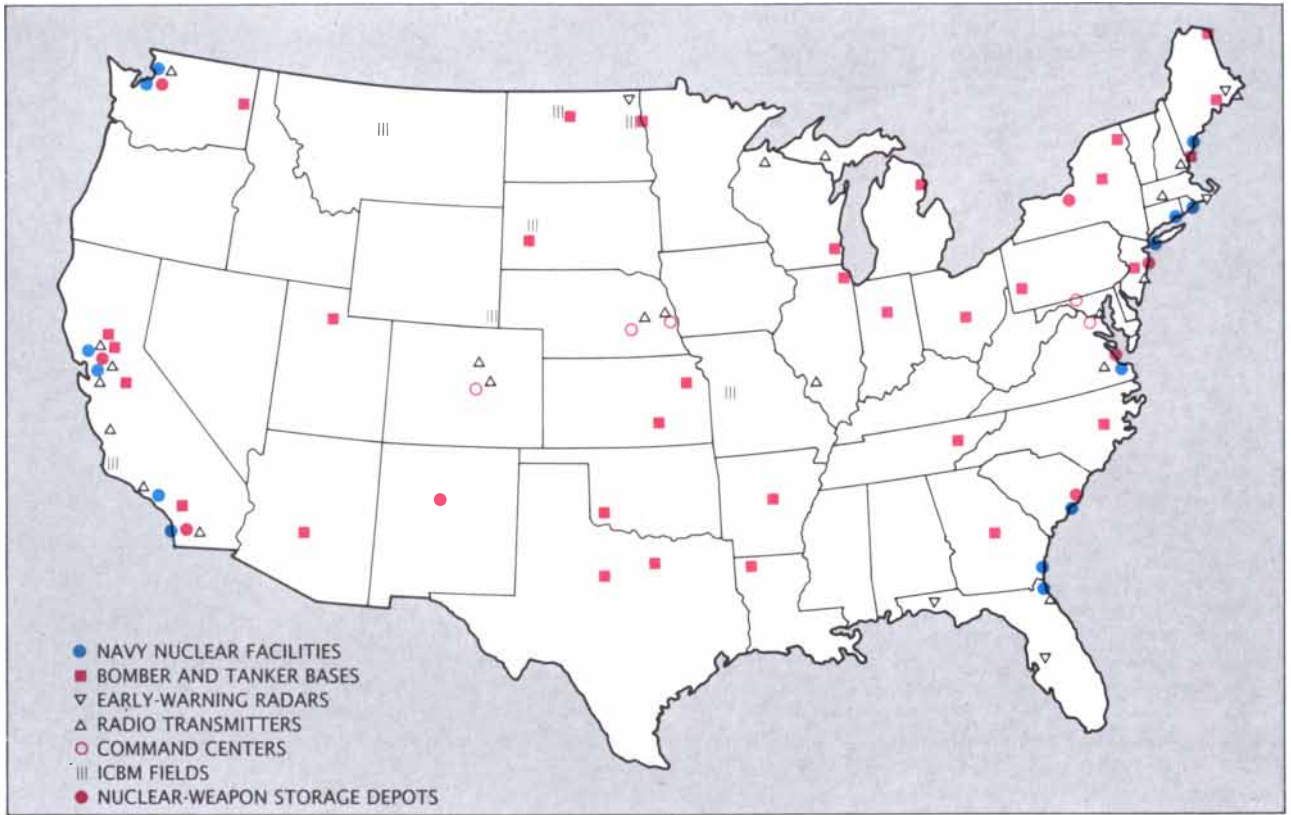 NAVY NUCLEAR FACILITIES
BOMBER AND TANKER BASES
EARLY-WARNING RADARS
RADIO TRANSMITTERS
COMMAND CENTERS
ICBM FIELDS
NUCLEAR-WEAPON STORAGE DEPOTS